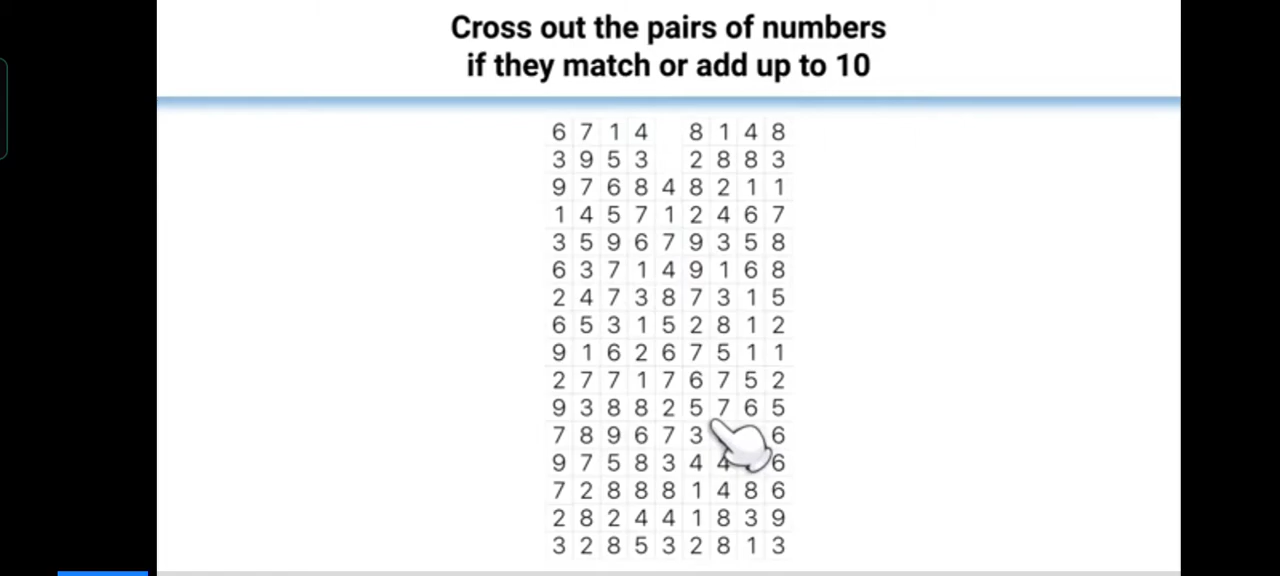 Cross out the pairs of numbers
if they match or add up to 10
6 7 1 4 8 1 4 8
3 9 5 3 2 8 8 3
9 7 6 8 4 8 2 1 1
1 4 5 7 1 2 4 6 7
3 5 9 6 7 9 3 5 8
6 3 7 1 4 9 1 6 8
2 4 7 3 8 7 3 1 5
6 5 3 1 5 2 8 1 2
9 1 6 2 6 7 5 1 1
2 7 7 1 7 6 7 5 2
9 3 8 8 2 5 7 6 5
7 8 9 6 7 3 6
9 7 5 8 3 4 4 6
7 2 8 8 8 1 4 8 6
2 8 2 4 4 1 8 3 9
3 2 8 5 3 2 8 1 3